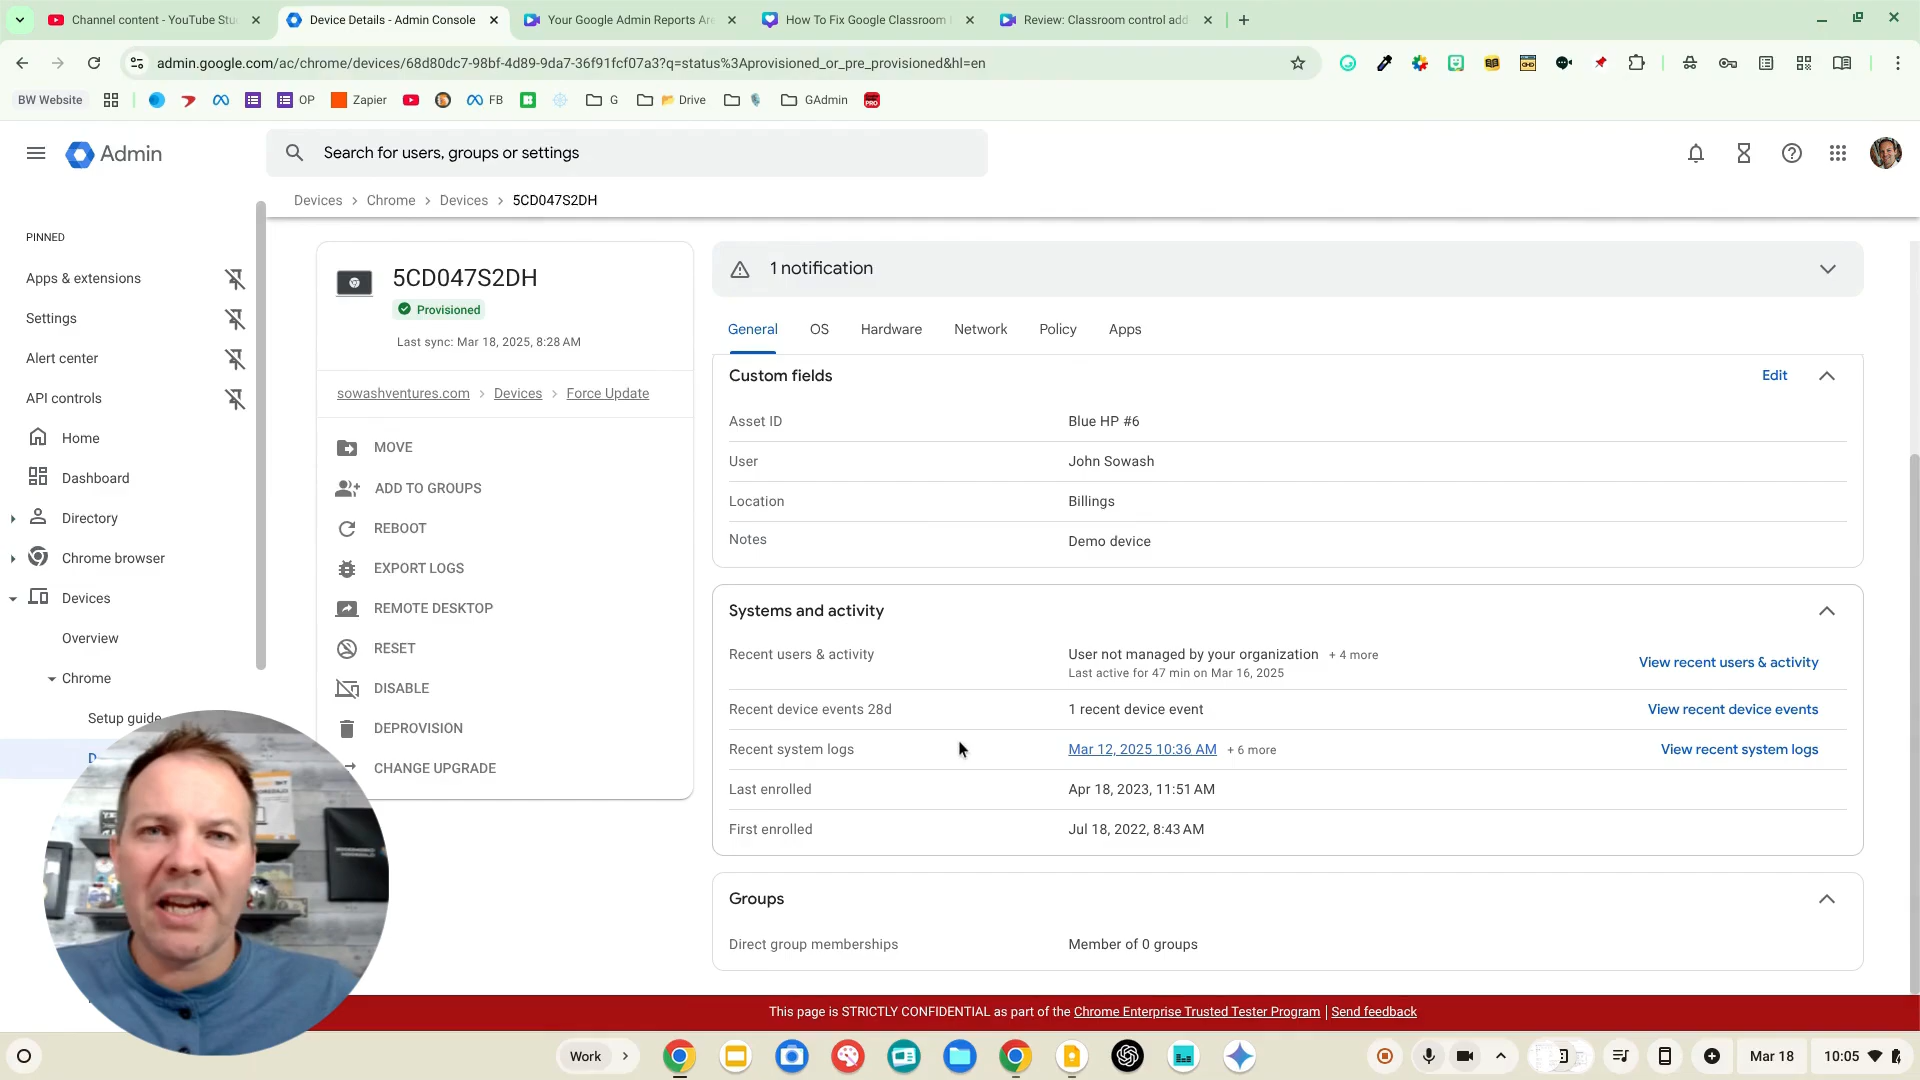 Channel content - YouTube Stu
Device Details - Admin Console
Your Google Admin Reports Are
How To Fix Google Classroom
Review: Classroom control add
admin.google.com/ac/chrome/devices/68d80dc7-98bf-4d89-9da7-36f91fcf07a3?q=status%3Aprovisioned_or_pre_provisioned&hl=en
BW Website
OP
Zapier
FB
G
Drive
GAdmin
PRO
Admin
Search for users, groups or settings
Devices > Chrome > Devices > 5CD047S2DH
PINNED
Apps & extensions
Settings
Alert center
API controls
Home
Dashboard
Directory
Chrome browser
Devices
Overview
Chrome
Setup guide
D
5CD047S2DH
Provisioned
Last sync: Mar 18, 2025, 8:28 AM
sowashventures.com > Devices > Force Update
MOVE
ADD TO GROUPS
REBOOT
EXPORT LOGS
REMOTE DESKTOP
RESET
DISABLE
DEPROVISION
CHANGE UPGRADE
1 notification
General OS Hardware Network Policy Apps
Custom fields Edit
Asset ID Blue HP #6
User John Sowash
Location Billings
Notes Demo device
Systems and activity
Recent users & activity User not managed by your organization + 4 more
Last active for 47 min on Mar 16, 2025
View recent users & activity
Recent device events 28d 1 recent device event View recent device events
Recent system logs Mar 12, 2025 10:36 AM + 6 more View recent system logs
Last enrolled Apr 18, 2023, 11:51 AM
First enrolled Jul 18, 2022, 8:43 AM
Groups
Direct group memberships Member of 0 groups
This page is STRICTLY CONFIDENTIAL as part of the Chrome Enterprise Trusted Tester Program | Send feedback
Work
Mar 18
10:05